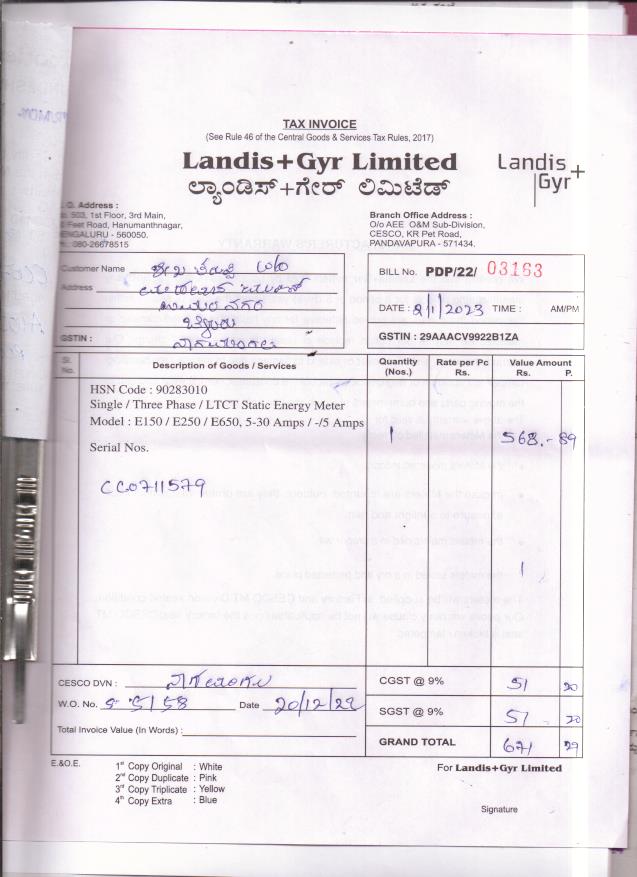 TAX INVOICE
(See Rule 46 of the Central Goods & Services Tax Rules, 2017)
Landis+Gyr Limited
ಲ್ಯಾಂಡಿಸ್+ಗೇರ್ ಲಿಮಿಟೆಡ್
Landis+
Gyr
O. Address :
503, 1st Floor, 3rd Main,
Feet Road, Hanumanthnagar,
BENGALURU - 560050.
080-26678515
Branch Office Address :
O/o AEE O&M Sub-Division,
CESCO, KR Pet Road,
PANDAVAPURA - 571434.
Customer Name
Address
GSTIN :
BILL No. PDP/22/ 03163
DATE : 2/1/2023 TIME : AM/PM
GSTIN : 29AAACV9922B1ZA
Sl. No. Description of Goods / Services Quantity (Nos.) Rate per Pc Rs. Value Amount Rs. P.
HSN Code : 90283010
Single / Three Phase / LTCT Static Energy Meter
Model : E150 / E250 / E650, 5-30 Amps / -/5 Amps
1 568.- 89
Serial Nos.
CC0711579
CESCO DVN :
W.O. No. Date 20/12/22
Total Invoice Value (In Words) :
CGST @ 9% 51 20
SGST @ 9% 51 20
GRAND TOTAL 671 29
E.&O.E.
1st Copy Original : White
2nd Copy Duplicate : Pink
3rd Copy Triplicate : Yellow
4th Copy Extra : Blue
For Landis+Gyr Limited
Signature